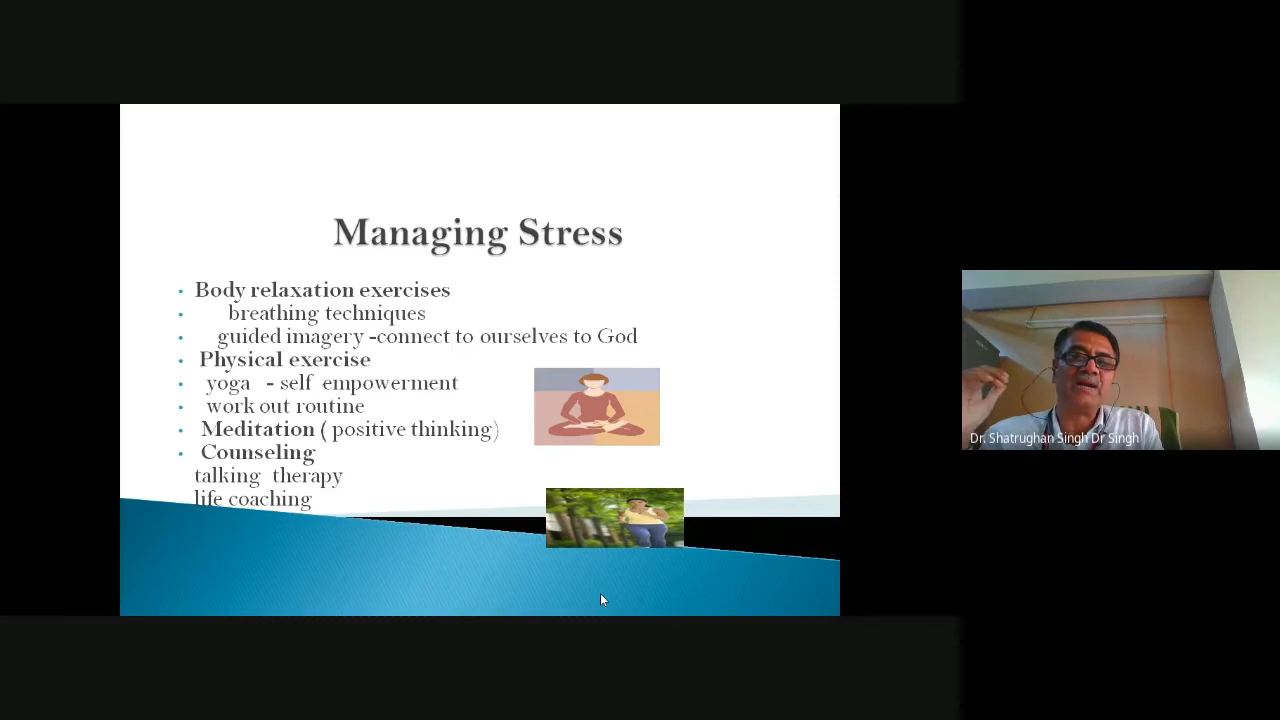 Managing Stress
• Body relaxation exercises
• breathing techniques
• guided imagery -connect to ourselves to God
• Physical exercise
• yoga - self empowerment
• work out routine
• Meditation ( positive thinking)
• Counseling
talking therapy
life coaching
Dr. Shatrughan Singh Dr Singh